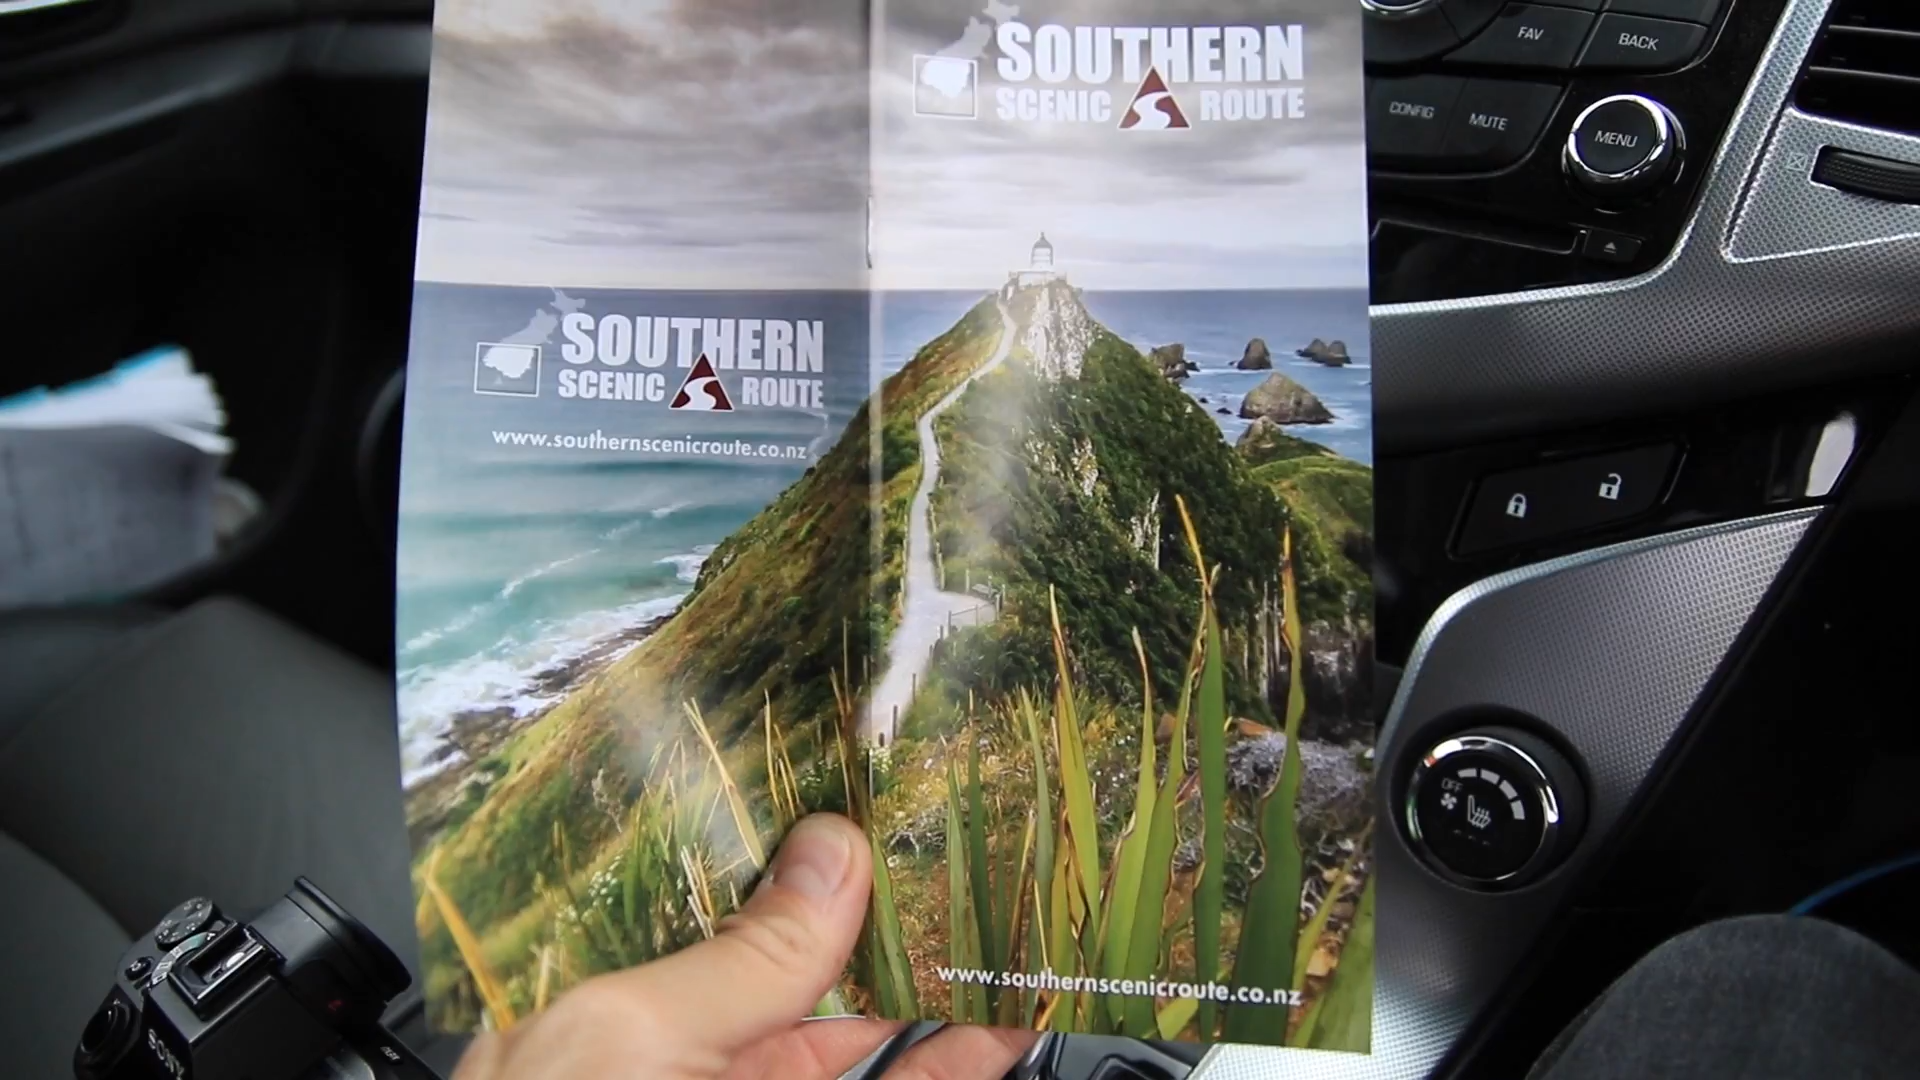 SOUTHERN
SCENIC ROUTE
www.southernscenicroute.co.nz
SOUTHERN
SCENIC ROUTE
www.southernscenicroute.co.nz
FAV
BACK
CONFIG
MUTE
MENU
OFF
SONY